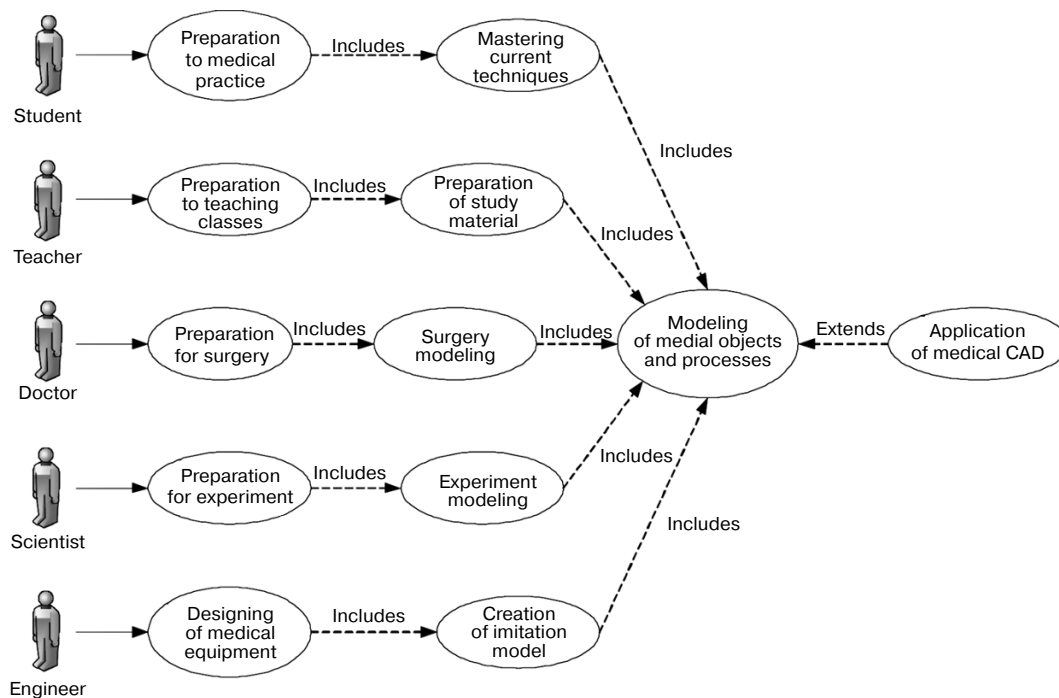 Preparation
to medical
practice
Includes
Mastering
current
techniques
Student
Includes
Preparation
to teaching
classes
Includes
Preparation
of study
material
Includes
Teacher
Preparation
for surgery
Includes
Surgery
modeling
Includes
Modeling
of medial objects
and processes
Extends
Application
of medical CAD
Doctor
Preparation
for experiment
Includes
Experiment
modeling
Includes
Scientist
Includes
Designing
of medical
equipment
Includes
Creation
of imitation
model
Engineer